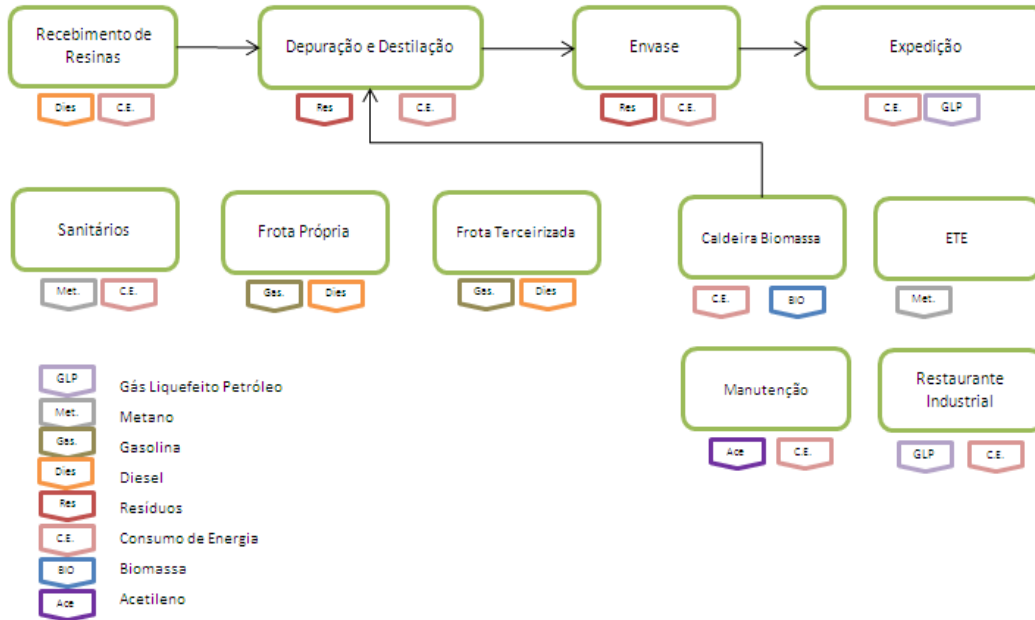 Recebimento de
Resinas
Depuração e Destilação
Envase
Expedição
Dies
C.E.
Res
C.E.
Res
C.E.
C.E.
GLP
Sanitários
Frota Própria
Frota Terceirizada
Caldeira Biomassa
ETE
Met.
C.E.
Gas.
Dies
Gas.
Dies
C.E.
BIO
Met.
Manutenção
Restaurante
Industrial
Ace
C.E.
GLP
C.E.
GLP Gás Liquefeito Petróleo
Met. Metano
Gas. Gasolina
Dies Diesel
Res Resíduos
C.E. Consumo de Energia
BIO Biomassa
Ace Acetileno